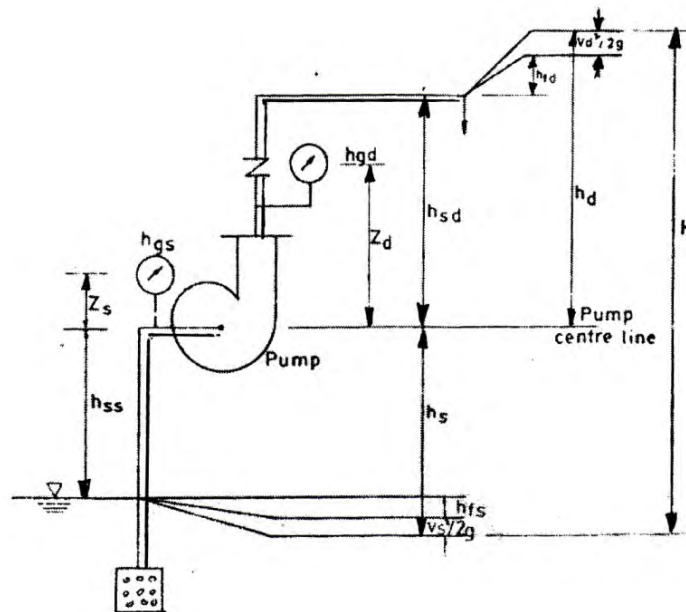 Vd²/2g
hfd
hgd
hgs
hd
hsd
H
Zd
Zs
Pump
centre line
Pump
hss
hs
hfs
Vs²/2g